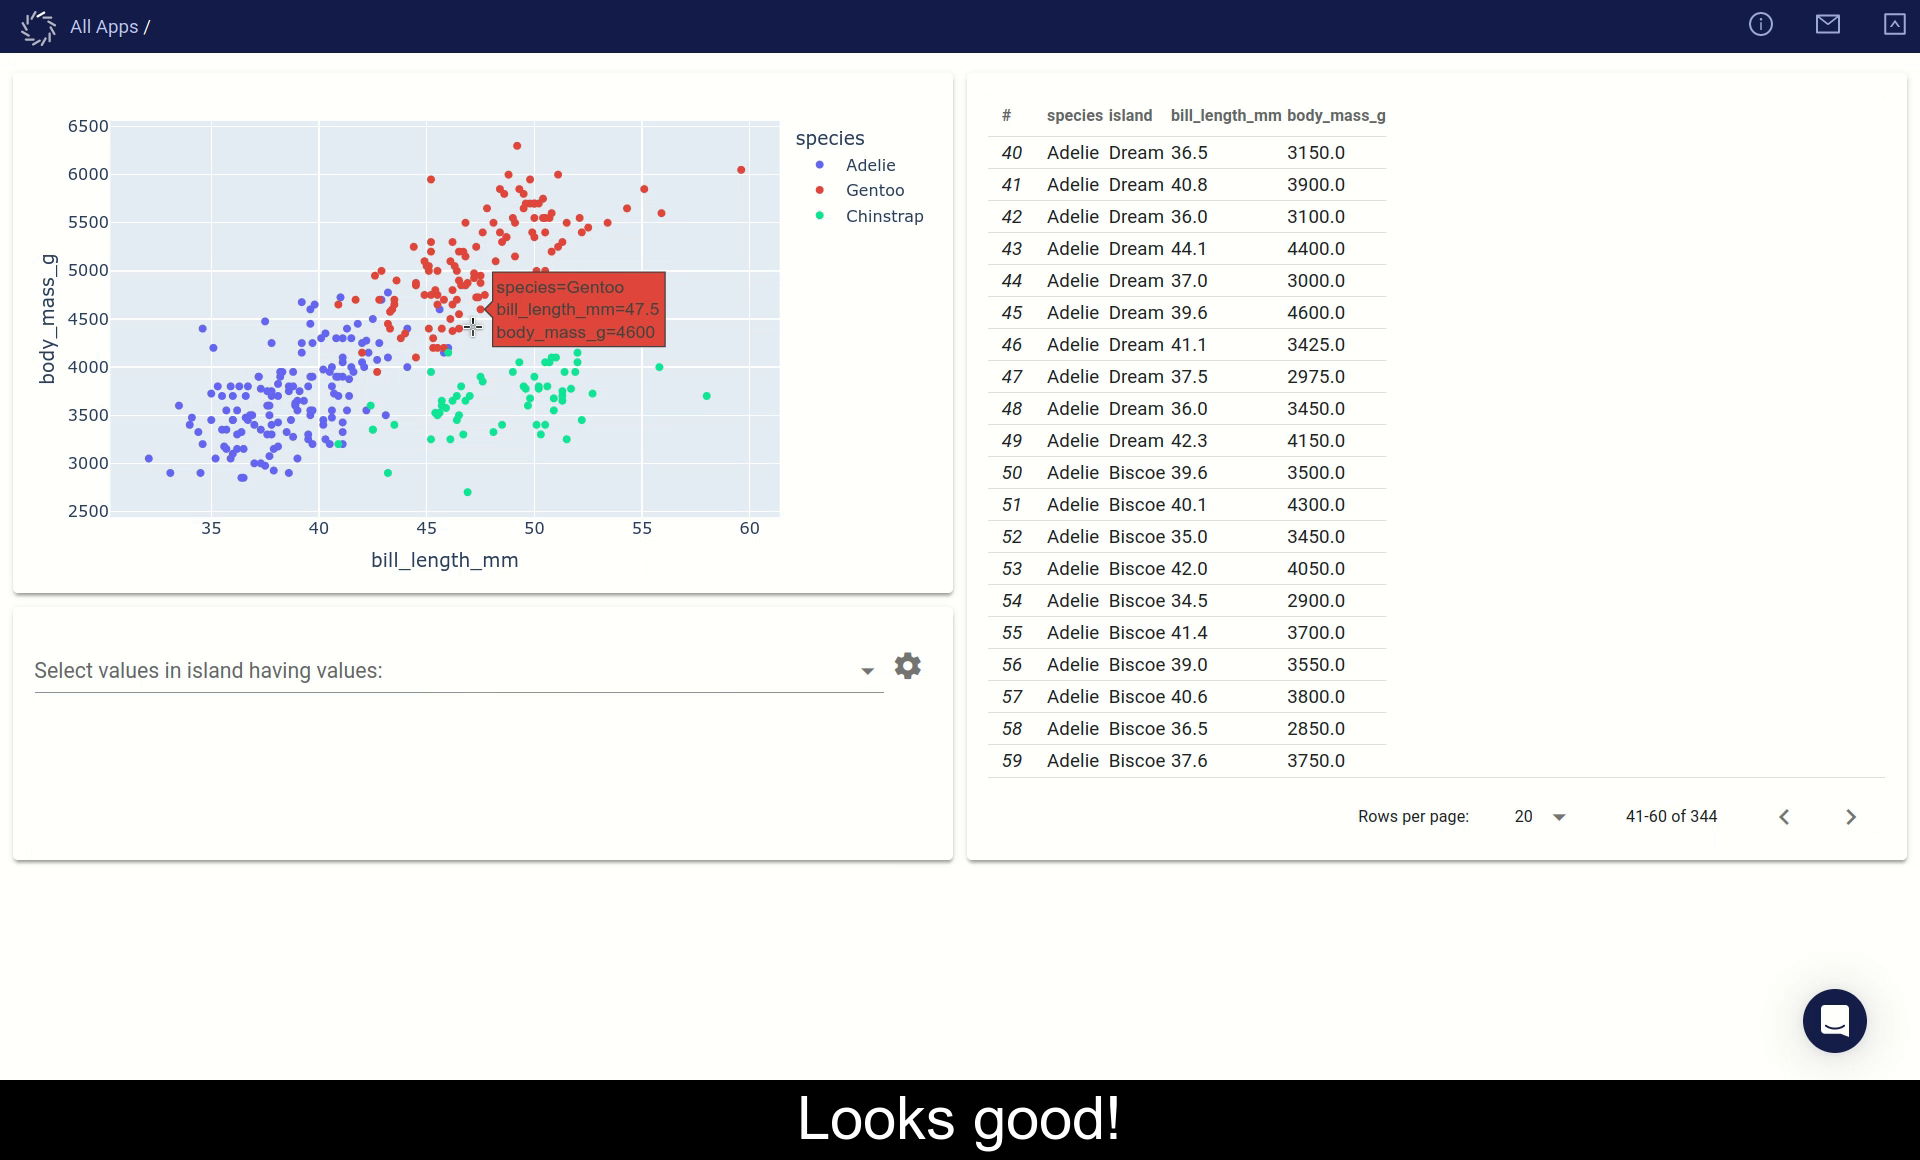 All Apps /
6500
6000
5500
5000
4500
4000
3500
3000
2500
body_mass_g
35 40 45 50 55 60
bill_length_mm
species
Adelie
Gentoo
Chinstrap
species=Gentoo
bill_length_mm=47.5
body_mass_g=4600
Select values in island having values:
# species island bill_length_mm body_mass_g
40 Adelie Dream 36.5 3150.0
41 Adelie Dream 40.8 3900.0
42 Adelie Dream 36.0 3100.0
43 Adelie Dream 44.1 4400.0
44 Adelie Dream 37.0 3000.0
45 Adelie Dream 39.6 4600.0
46 Adelie Dream 41.1 3425.0
47 Adelie Dream 37.5 2975.0
48 Adelie Dream 36.0 3450.0
49 Adelie Dream 42.3 4150.0
50 Adelie Biscoe 39.6 3500.0
51 Adelie Biscoe 40.1 4300.0
52 Adelie Biscoe 35.0 3450.0
53 Adelie Biscoe 42.0 4050.0
54 Adelie Biscoe 34.5 2900.0
55 Adelie Biscoe 41.4 3700.0
56 Adelie Biscoe 39.0 3550.0
57 Adelie Biscoe 40.6 3800.0
58 Adelie Biscoe 36.5 2850.0
59 Adelie Biscoe 37.6 3750.0
Rows per page: 20 41-60 of 344
Looks good!